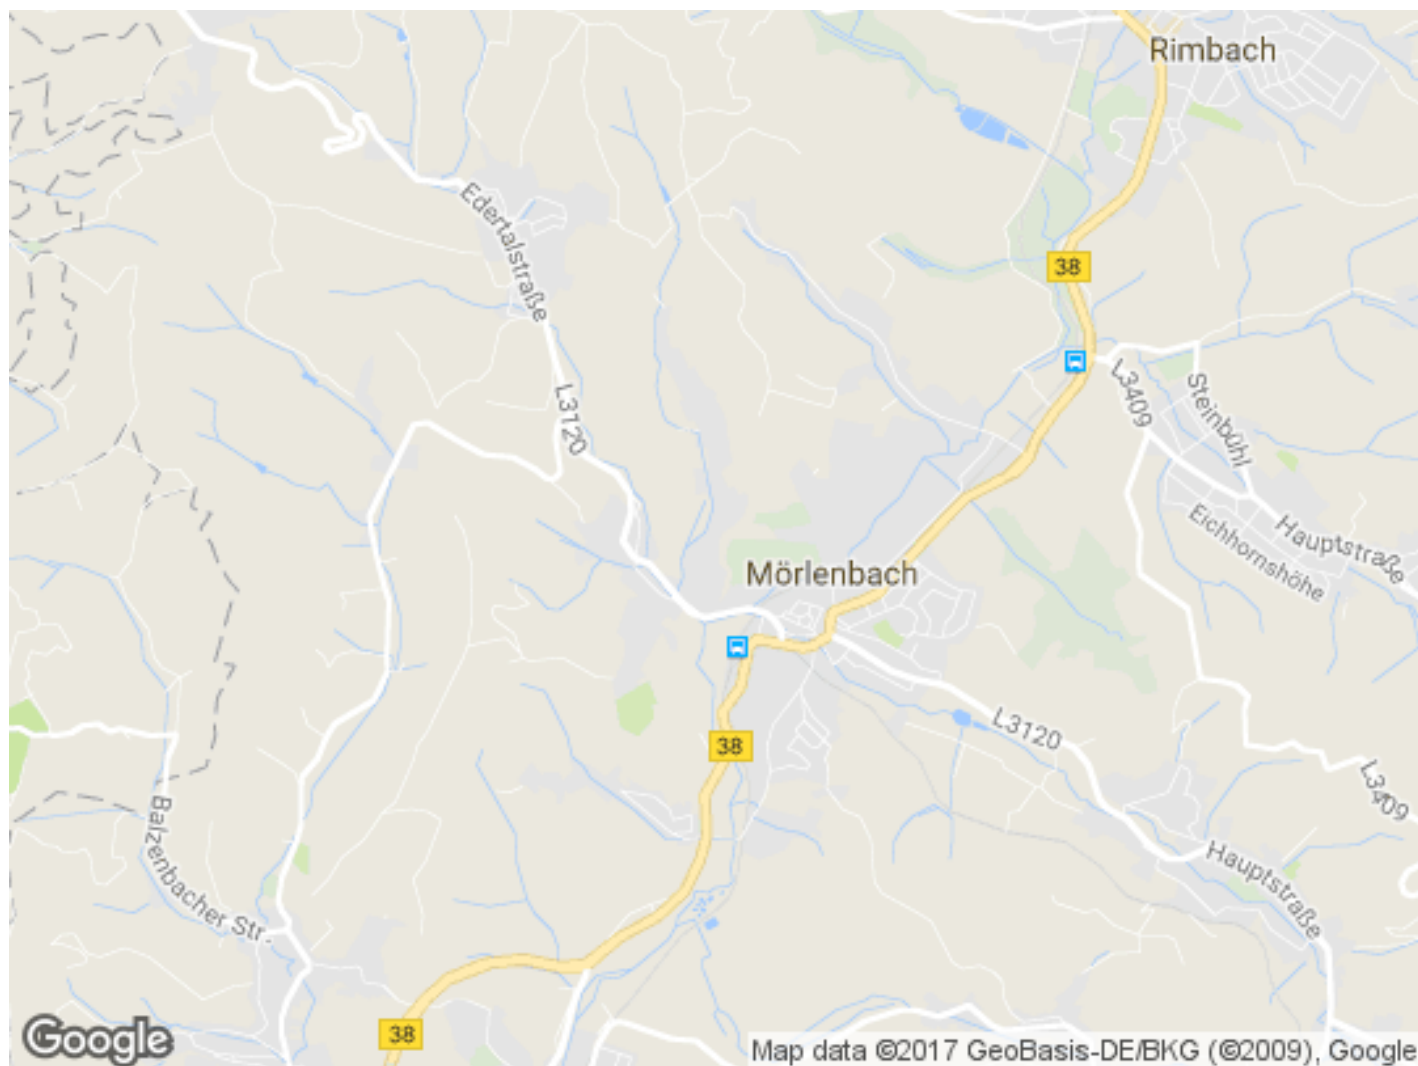 Rimbach
Edertalstraße
38
L3120
L3409
Steinbühl
Hauptstraße
Eichhornshöhe
Mörlenbach
38
L3120
L3409
Balzenbacher Str.
Hauptstraße
38
Google
Map data ©2017 GeoBasis-DE/BKG (©2009), Google